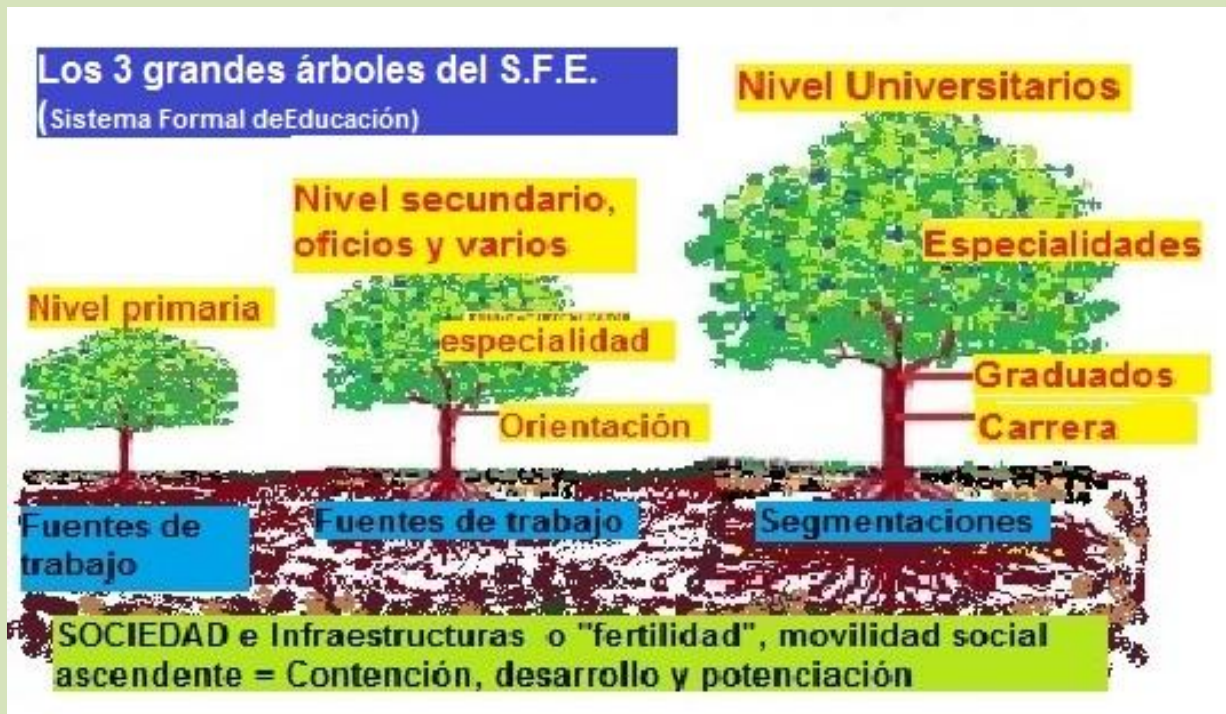 Los 3 grandes árboles del S.F.E.
(Sistema Formal deEducación)
Nivel Universitarios
Nivel secundario,
oficios y varios
Especialidades
Nivel primaria
especialidad
Graduados
Orientación
Carrera
Fuentes de
trabajo
Fuentes de trabajo
Segmentaciones
SOCIEDAD e Infraestructuras o "fertilidad", movilidad social
ascendente = Contención, desarrollo y potenciación